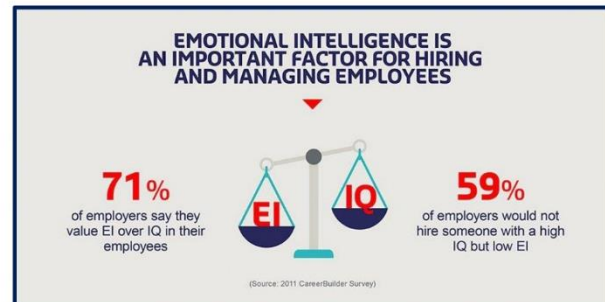 EMOTIONAL INTELLIGENCE IS
AN IMPORTANT FACTOR FOR HIRING
AND MANAGING EMPLOYEES
71%
of employers say they
value EI over IQ in their
employees
EI
IQ
59%
of employers would not
hire someone with a high
IQ but low EI
(Source: 2011 CareerBuilder Survey)